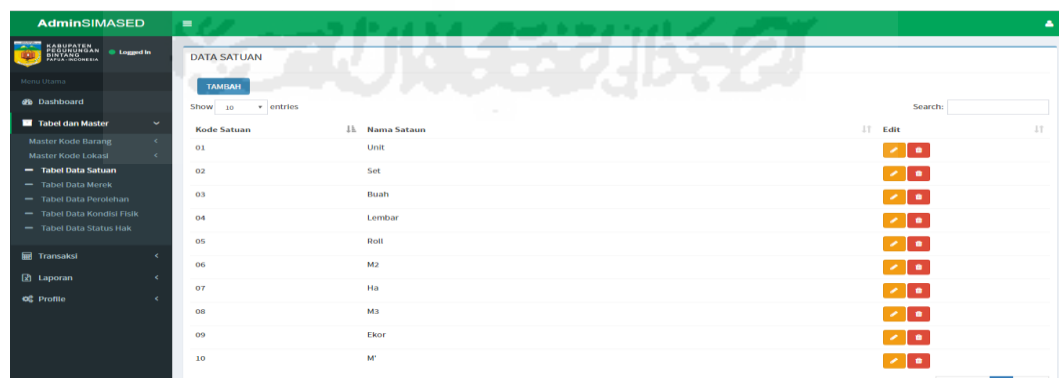 AdminSIMASED
KABUPATEN
PEGUNUNGAN
BINTANG
PAPUA-INDONESIA
Logged In
Menu Utama
Dashboard
Tabel dan Master
Master Kode Barang
Master Kode Lokasi
Tabel Data Satuan
Tabel Data Merek
Tabel Data Perolehan
Tabel Data Kondisi Fisik
Tabel Data Status Hak
Transaksi
Laporan
Profile
DATA SATUAN
TAMBAH
Show 10 entries
Search:
Kode Satuan Nama Sataun Edit
01 Unit
02 Set
03 Buah
04 Lembar
05 Roll
06 M2
07 Ha
08 M3
09 Ekor
10 M'